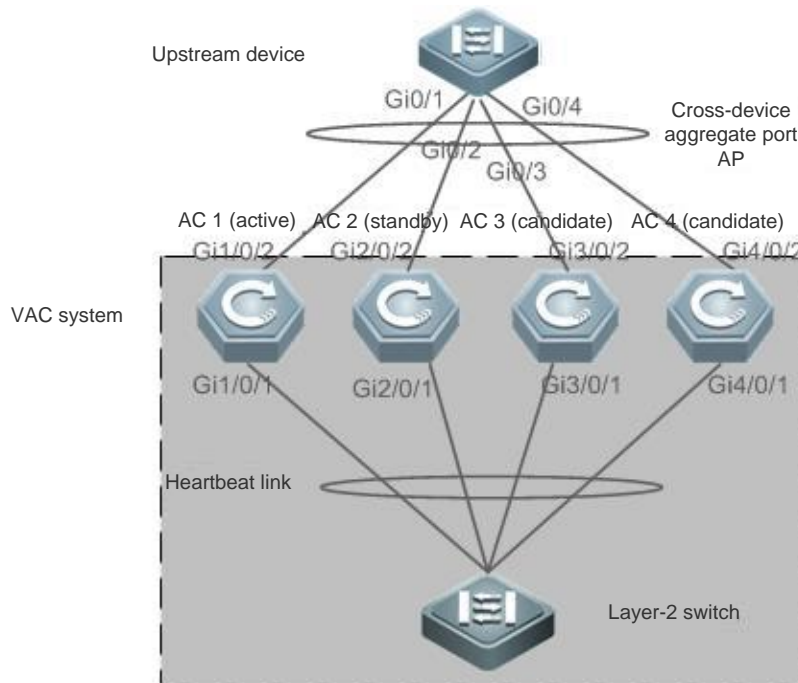 Upstream device
Gi0/1
Gi0/4
Cross-device
aggregate port
AP
Gi0/2
Gi0/3
AC 1 (active)
AC 2 (standby)
AC 3 (candidate)
AC 4 (candidate)
Gi1/0/2
Gi2/0/2
Gi3/0/2
Gi4/0/2
VAC system
Gi1/0/1
Gi2/0/1
Gi3/0/1
Gi4/0/1
Heartbeat link
Layer-2 switch